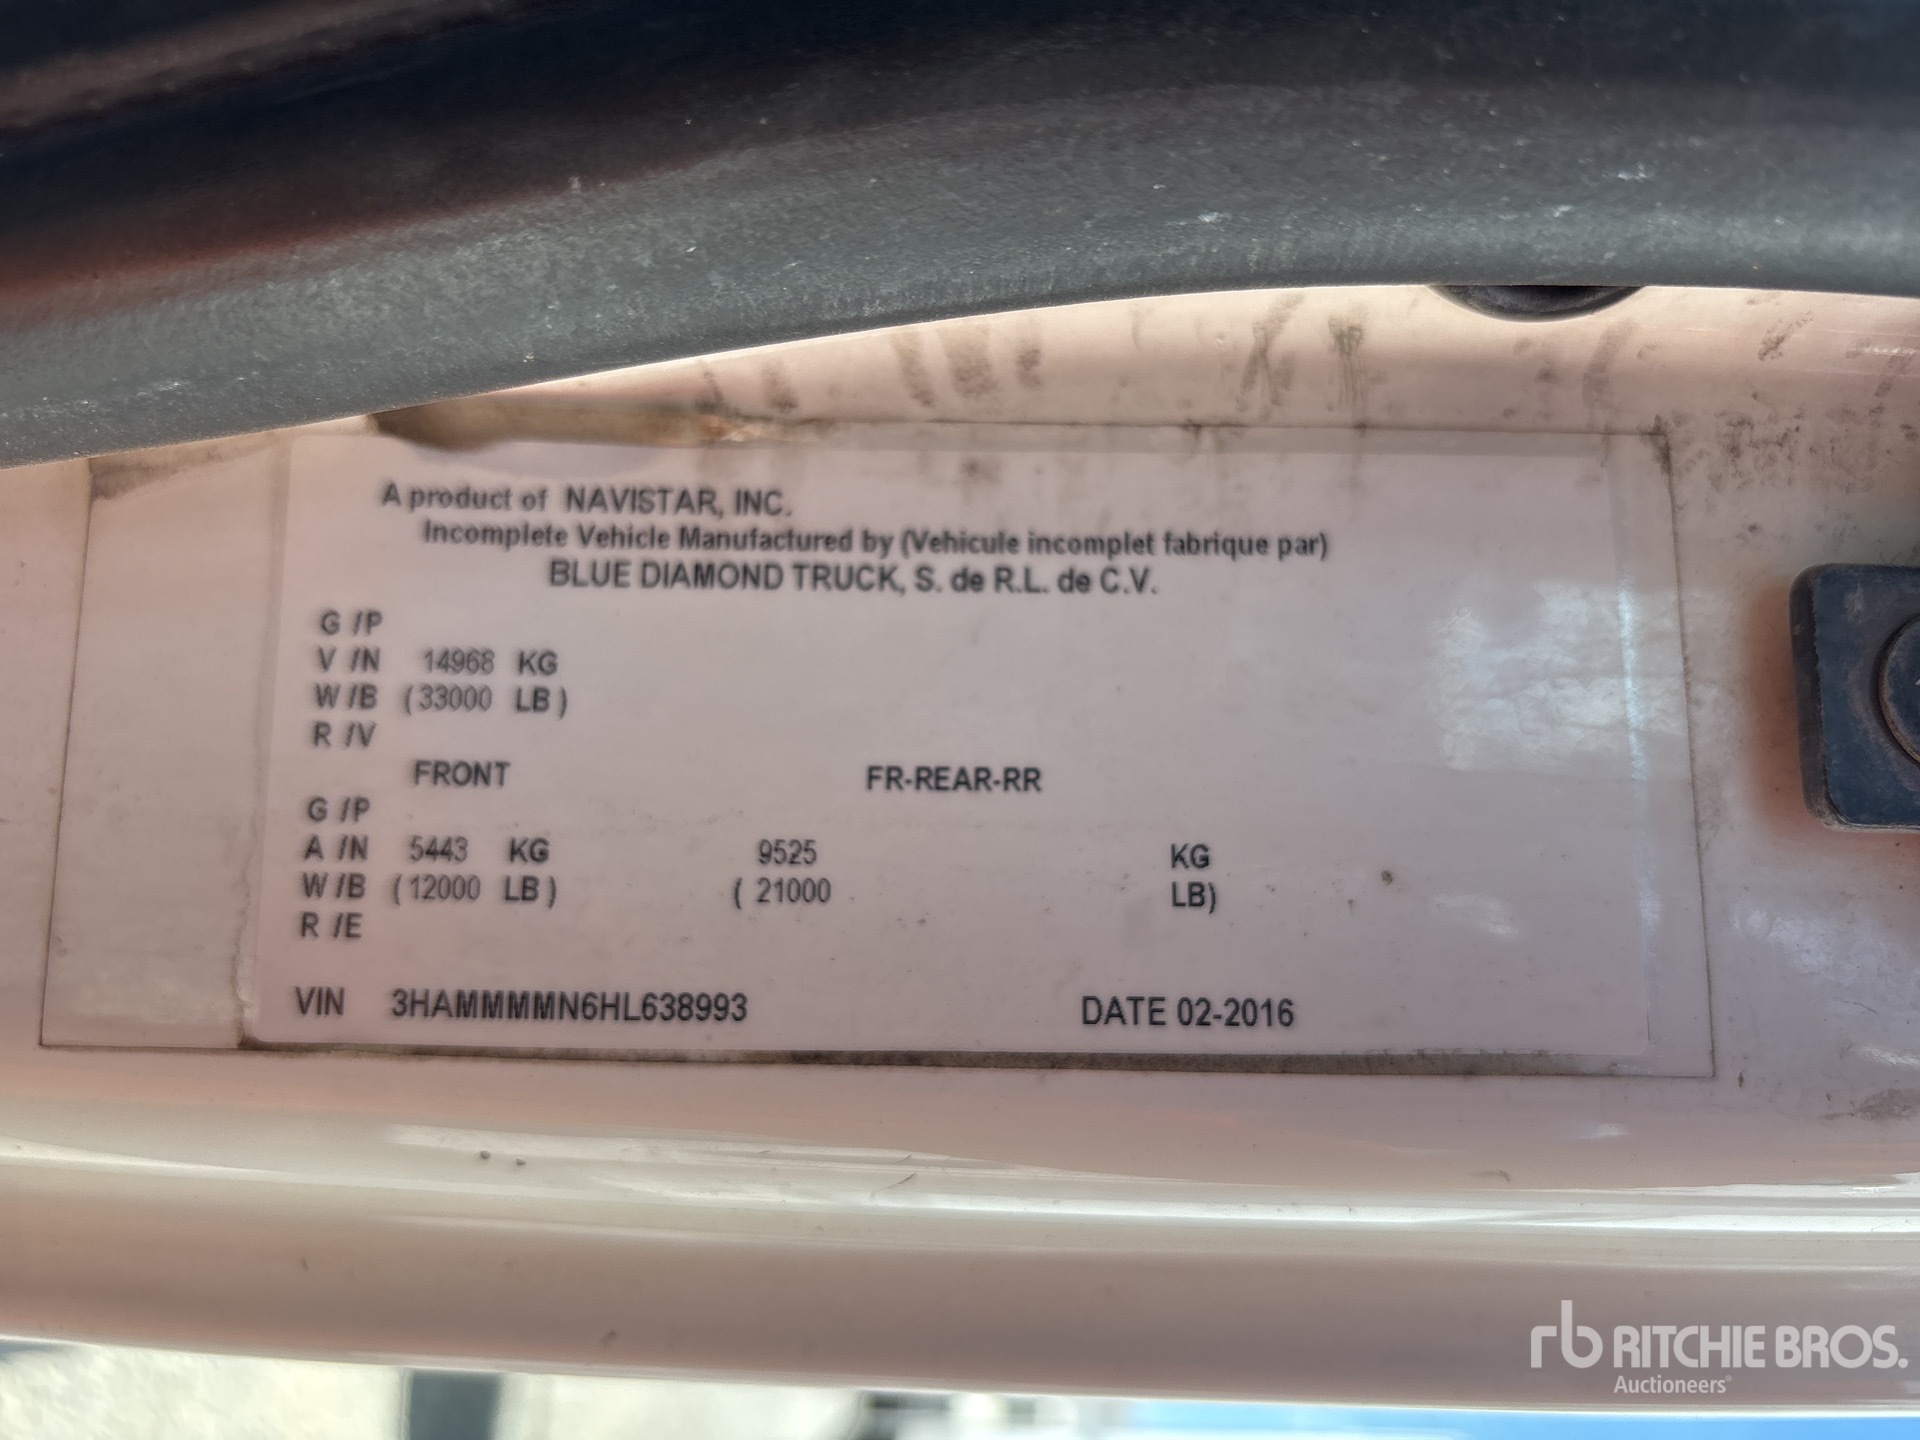 A product of NAVISTAR, INC.
Incomplete Vehicle Manufactured by (Vehicule incomplet fabrique par)
BLUE DIAMOND TRUCK, S. de R.L. de C.V.
G /P
V /N 14968 KG
W /B (33000 LB)
R /V
FRONT FR-REAR-RR
G /P
A /N 5443 KG 9525 KG
W /B (12000 LB) ( 21000 LB)
R /E
VIN 3HAMMMMN6HL638993 DATE 02-2016
rb RITCHIE BROS.
Auctioneers